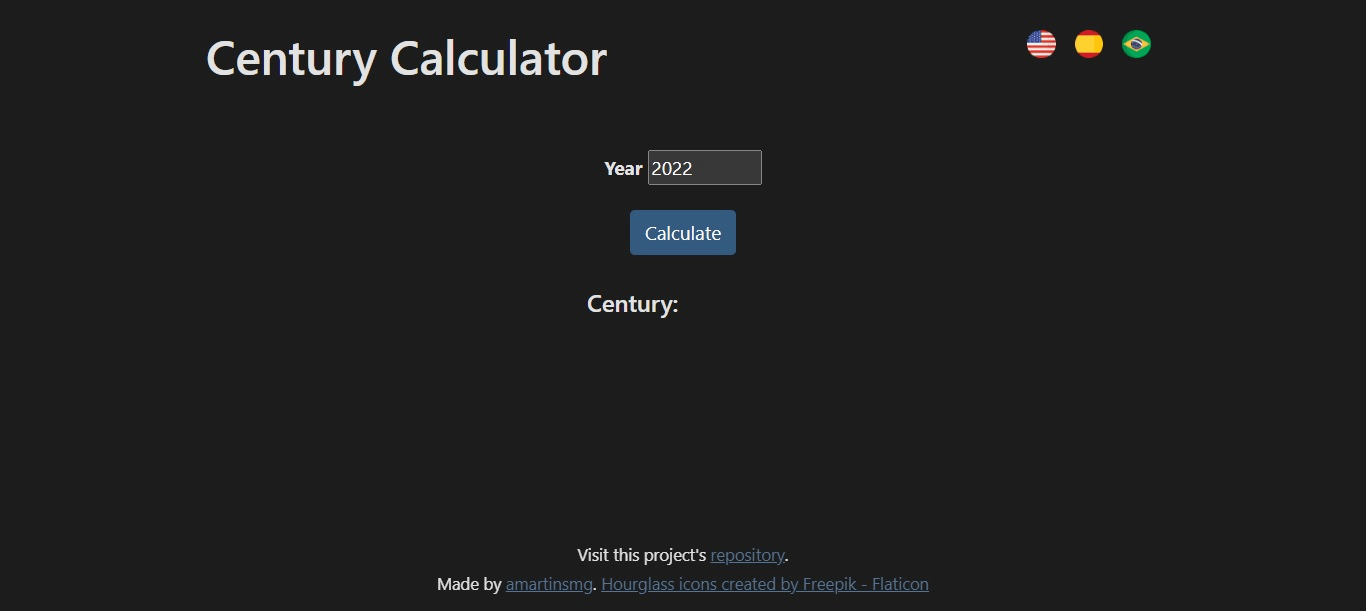 Century Calculator
Year 2022
Calculate
Century:
Visit this project's repository.
Made by amartinsmg. Hourglass icons created by Freepik - Flaticon